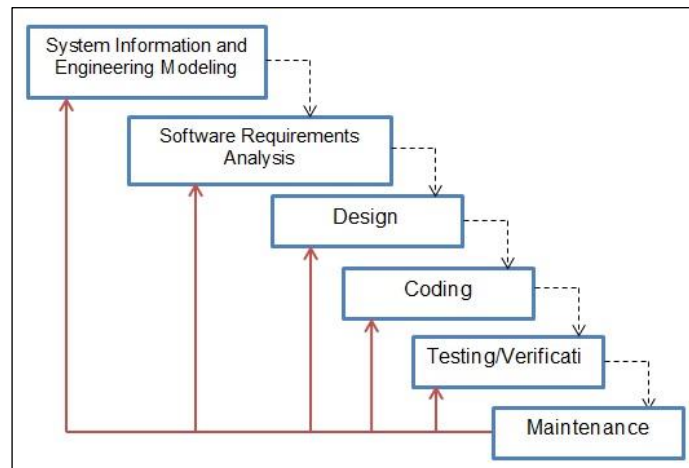 System Information and
Engineering Modeling
Software Requirements
Analysis
Design
Coding
Testing/Verificati
Maintenance